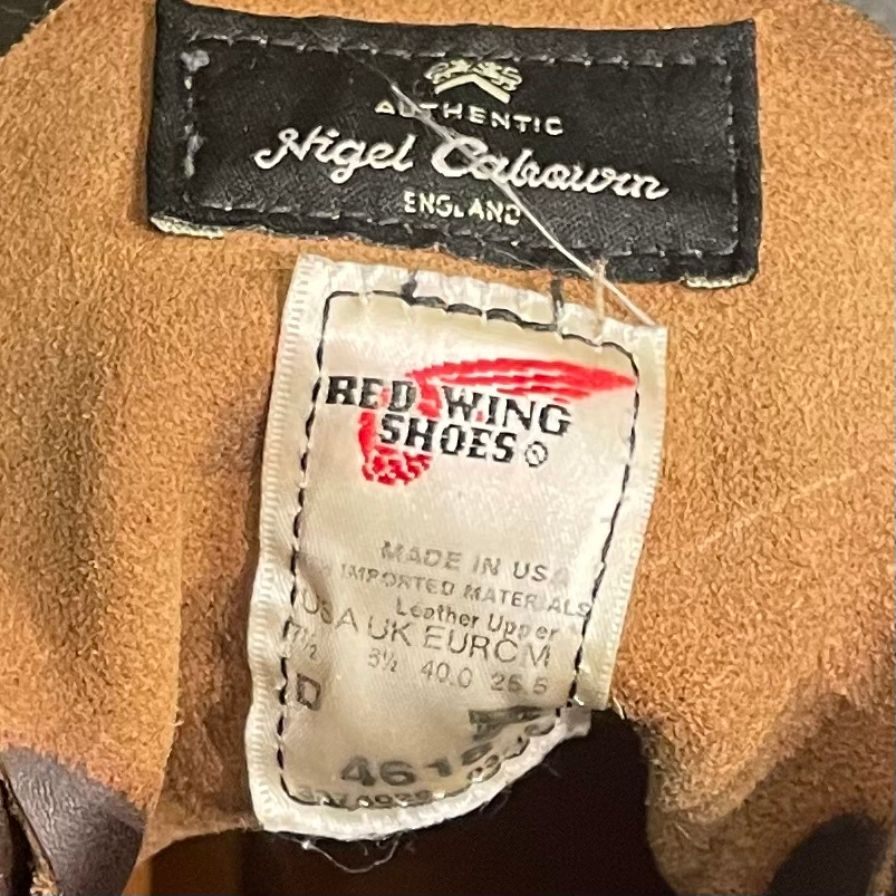 AUTHENTIC
Nigel Cabourn
ENGLAND
RED WING
SHOES
MADE IN USA
IMPORTED MATERIALS
Leather Upper
USA UK EUR CM
7½ 6½ 40.0 25.5
D